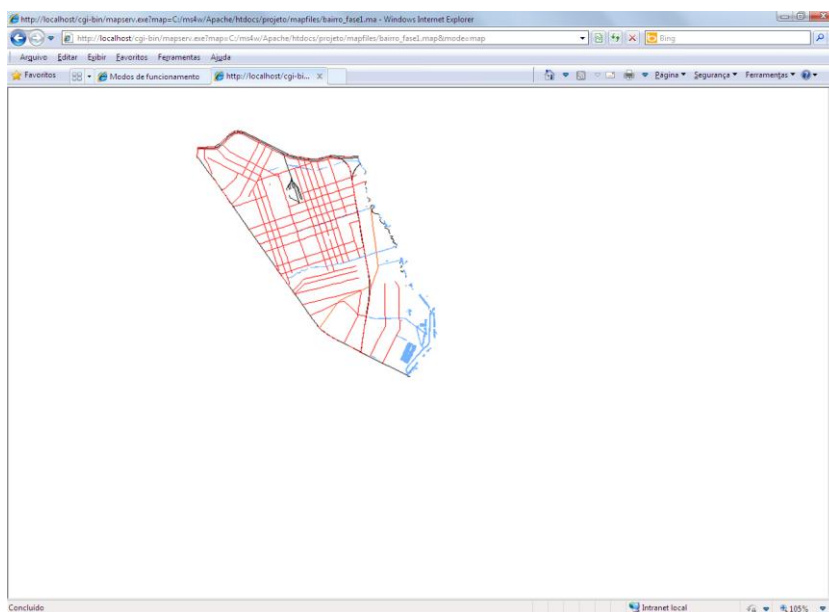 http://localhost/cgi-bin/mapserv.exe?map=C:/ms4w/Apache/htdocs/projeto/mapfiles/bairro_fase1.ma - Windows Internet Explorer
http://localhost/cgi-bin/mapserv.exe?map=C:/ms4w/Apache/htdocs/projeto/mapfiles/bairro_fase1.map&mode=map
Bing
Arquivo Editar Exibir Favoritos Ferramentas Ajuda
Favoritos Modos de funcionamento http://localhost/cgi-bi... X Página Segurança Ferramentas
Concluído Intranet local 105%